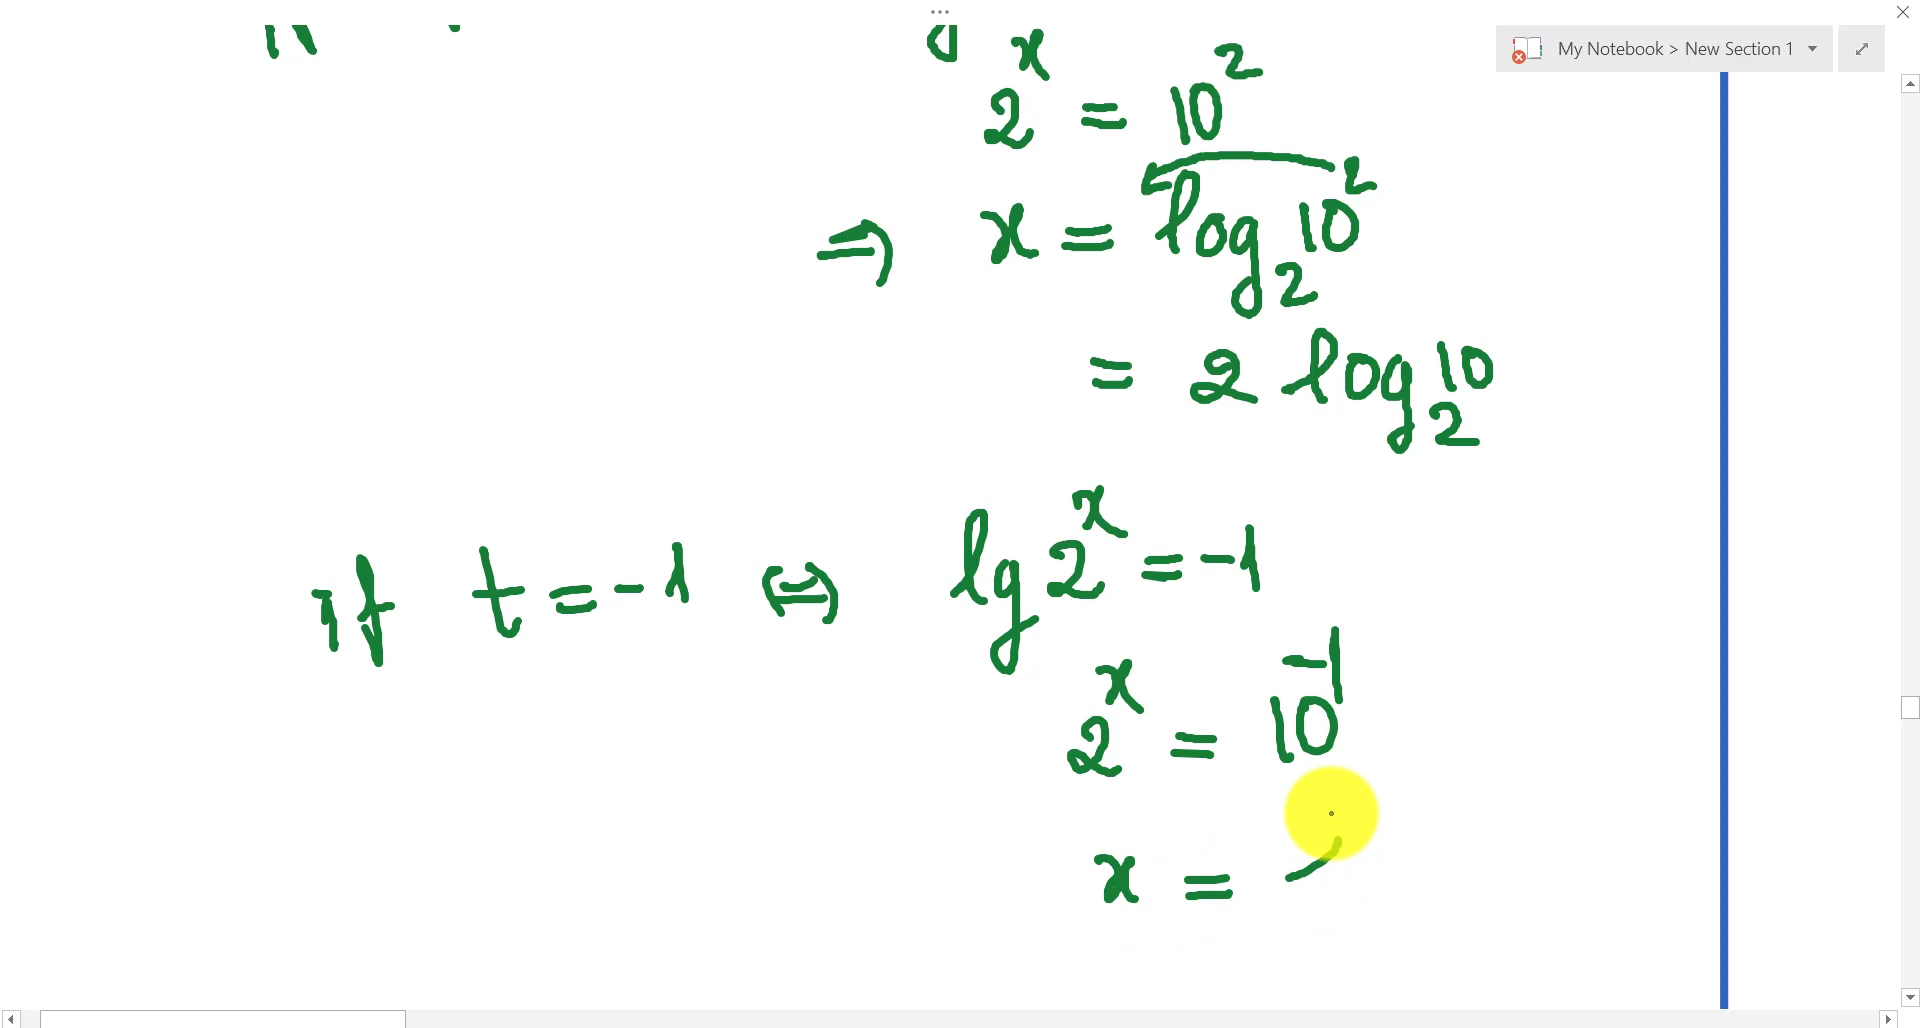 My Notebook > New Section 1
2^x = 10^2
⇒ x = log_2 10^2
= 2 log_2 10
if t = -1 ⇔ lg 2^x = -1
2^x = 10^-1
x =